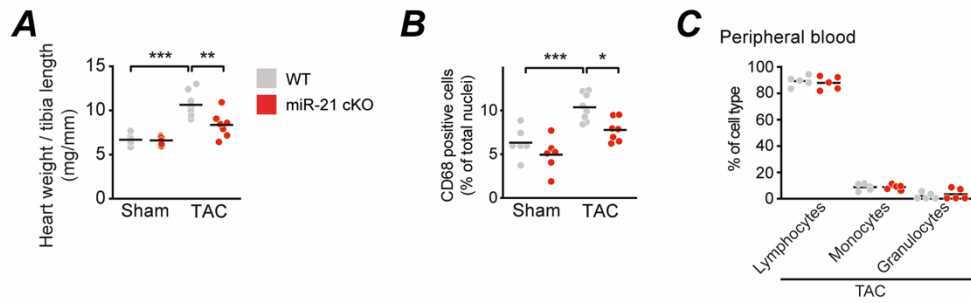 A
Heart weight / tibia length
(mg/mm)
15
10
5
0
***
**
Sham
TAC
WT
miR-21 cKO
B
CD68 positive cells
(% of total nuclei)
10
5
0
***
*
Sham
TAC
C
Peripheral blood
% of cell type
100
80
60
40
20
0
Lymphocytes
Monocytes
Granulocytes
TAC